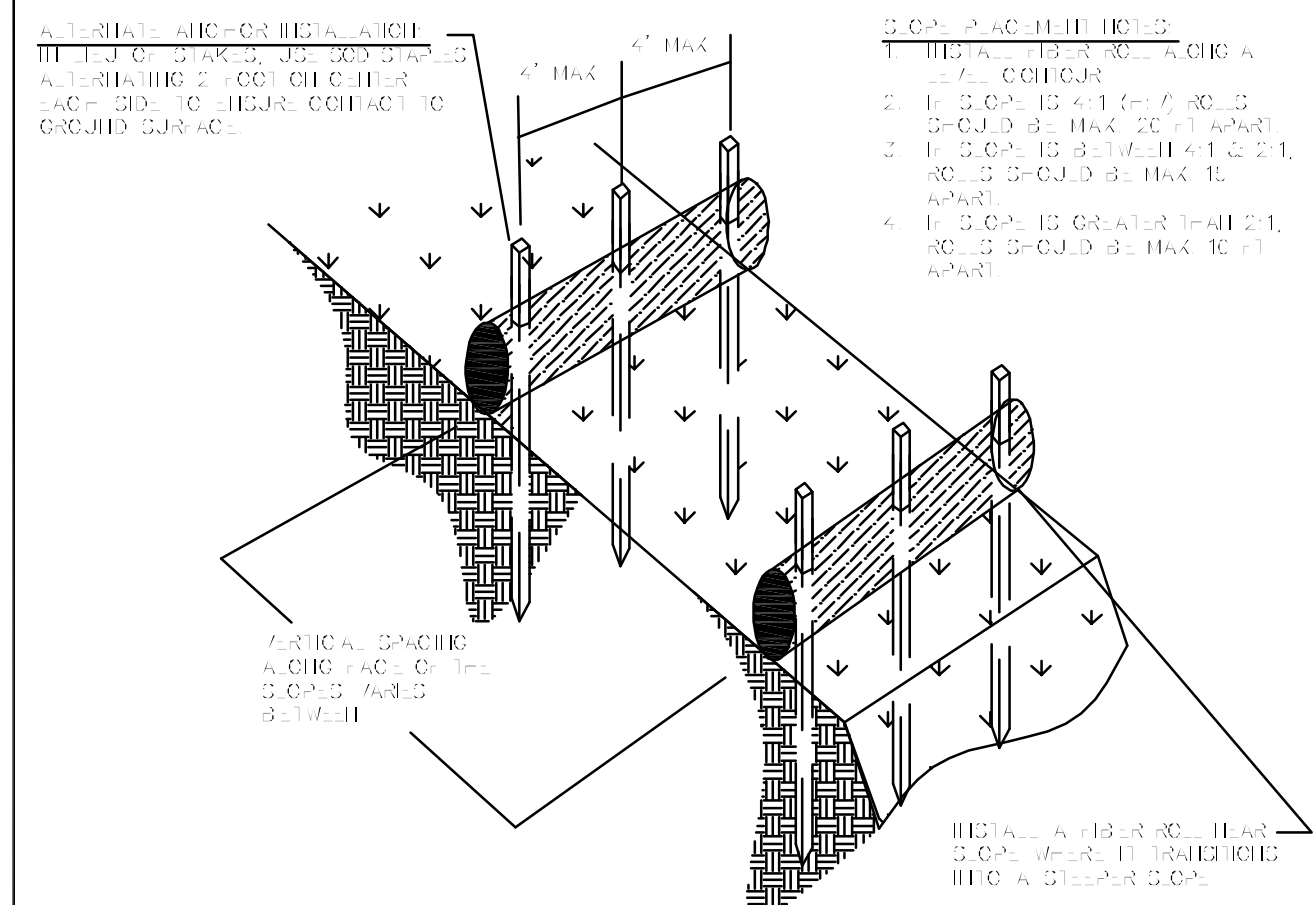 ALTERNATE ANCHOR INSTALLATION:
IN LIEU OF STAKES, USE SOD STAPLES
ALTERNATING 2 FOOT ON CENTER
EACH SIDE TO ENSURE CONTACT TO
GROUND SURFACE.
4' MAX
4' MAX
SLOPE PLACEMENT NOTES:
1. INSTALL FIBER ROLL ALONG A
LEVEL CONTOUR
2. IF SLOPE IS 4:1 (H:V) ROLLS
SHOULD BE MAX. 20 FT APART.
3. IF SLOPE IS BETWEEN 4:1 & 2:1,
ROLLS SHOULD BE MAX. 15
APART.
4. IF SLOPE IS GREATER THAN 2:1,
ROLLS SHOULD BE MAX. 10 FT
APART.
VERTICAL SPACING
ALONG FACE OF THE
SLOPES VARIES
BETWEEN
INSTALL A FIBER ROLL NEAR
SLOPE WHERE IT TRANSITIONS
INTO A STEEPER SLOPE